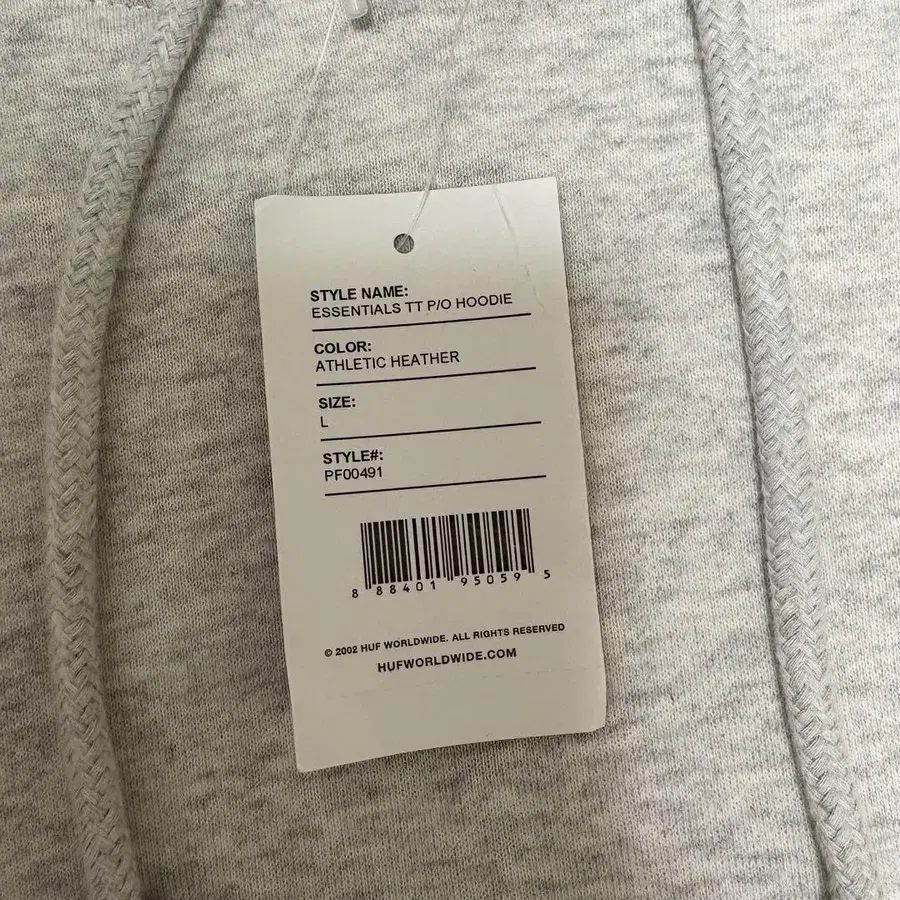 STYLE NAME:
ESSENTIALS TT P/O HOODIE
COLOR:
ATHLETIC HEATHER
SIZE:
L
STYLE#:
PF00491
8 88401 95059 5
© 2002 HUF WORLDWIDE. ALL RIGHTS RESERVED
HUFWORLDWIDE.COM